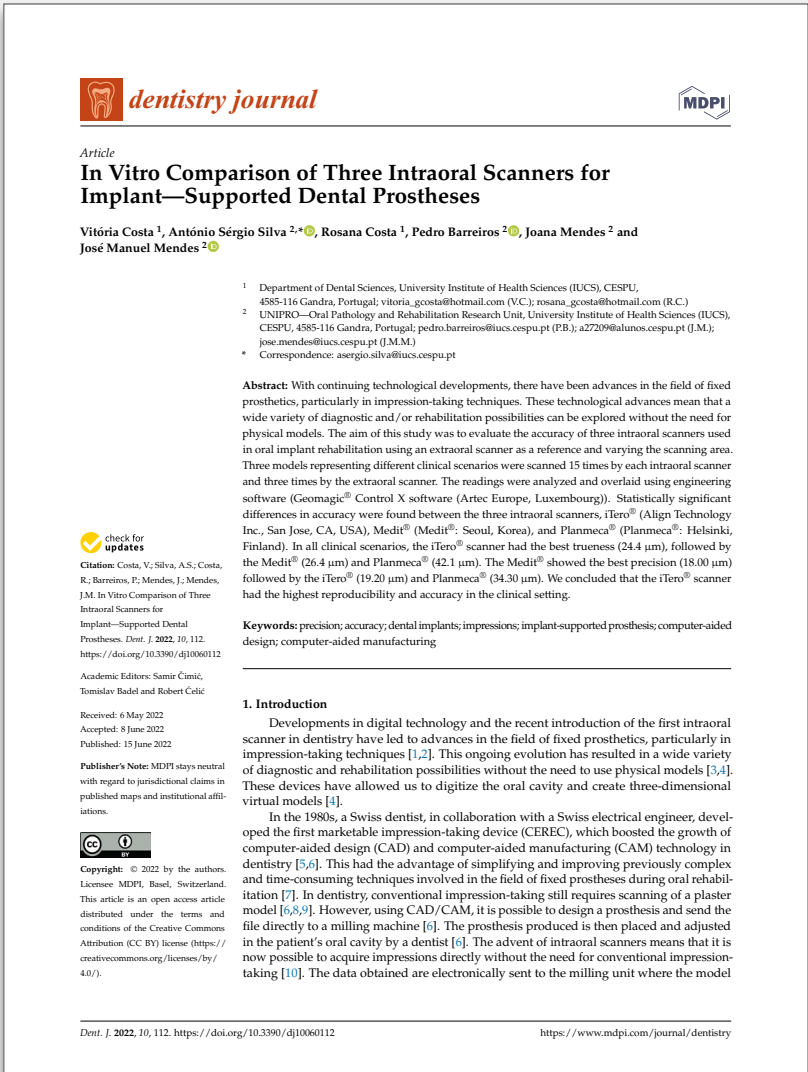 dentistry journal
MDPI
Article
In Vitro Comparison of Three Intraoral Scanners for
Implant—Supported Dental Prostheses
Vitória Costa 1, António Sérgio Silva 2,*, Rosana Costa 1, Pedro Barreiros 2, Joana Mendes 2 and
José Manuel Mendes 2
1 Department of Dental Sciences, University Institute of Health Sciences (IUCS), CESPU,
4585-116 Gandra, Portugal; vitoria_gcosta@hotmail.com (V.C.); rosana_gcosta@hotmail.com (R.C.)
2 UNIPRO—Oral Pathology and Rehabilitation Research Unit, University Institute of Health Sciences (IUCS),
CESPU, 4585-116 Gandra, Portugal; pedro.barreiros@iucs.cespu.pt (P.B.); a27209@alunos.cespu.pt (J.M.);
jose.mendes@iucs.cespu.pt (J.M.M.)
* Correspondence: asergio.silva@iucs.cespu.pt
Abstract: With continuing technological developments, there have been advances in the field of fixed
prosthetics, particularly in impression-taking techniques. These technological advances mean that a
wide variety of diagnostic and/or rehabilitation possibilities can be explored without the need for
physical models. The aim of this study was to evaluate the accuracy of three intraoral scanners used
in oral implant rehabilitation using an extraoral scanner as a reference and varying the scanning area.
Three models representing different clinical scenarios were scanned 15 times by each intraoral scanner
and three times by the extraoral scanner. The readings were analyzed and overlaid using engineering
software (Geomagic® Control X software (Artec Europe, Luxembourg)). Statistically significant
differences in accuracy were found between the three intraoral scanners, iTero® (Align Technology
Inc., San Jose, CA, USA), Medit® (Medit®: Seoul, Korea), and Planmeca® (Planmeca®: Helsinki,
Finland). In all clinical scenarios, the iTero® scanner had the best trueness (24.4 μm), followed by
the Medit® (26.4 μm) and Planmeca® (42.1 μm). The Medit® showed the best precision (18.00 μm)
followed by the iTero® (19.20 μm) and Planmeca® (34.30 μm). We concluded that the iTero® scanner
had the highest reproducibility and accuracy in the clinical setting.
Keywords: precision; accuracy; dental implants; impressions; implant-supported prosthesis; computer-aided
design; computer-aided manufacturing
check for
updates
Citation: Costa, V.; Silva, A.S.; Costa,
R.; Barreiros, P.; Mendes, J.; Mendes,
J.M. In Vitro Comparison of Three
Intraoral Scanners for
Implant—Supported Dental
Prostheses. Dent. J. 2022, 10, 112.
https://doi.org/10.3390/dj10060112
Academic Editors: Samir Čimić,
Tomislav Badel and Robert Ćelić
Received: 6 May 2022
Accepted: 8 June 2022
Published: 15 June 2022
Publisher's Note: MDPI stays neutral
with regard to jurisdictional claims in
published maps and institutional affil-
iations.
cc
BY
Copyright: © 2022 by the authors.
Licensee MDPI, Basel, Switzerland.
This article is an open access article
distributed under the terms and
conditions of the Creative Commons
Attribution (CC BY) license (https://
creativecommons.org/licenses/by/
4.0/).
1. Introduction
Developments in digital technology and the recent introduction of the first intraoral
scanner in dentistry have led to advances in the field of fixed prosthetics, particularly in
impression-taking techniques [1,2]. This ongoing evolution has resulted in a wide variety
of diagnostic and rehabilitation possibilities without the need to use physical models [3,4].
These devices have allowed us to digitize the oral cavity and create three-dimensional
virtual models [4].
In the 1980s, a Swiss dentist, in collaboration with a Swiss electrical engineer, devel-
oped the first marketable impression-taking device (CEREC), which boosted the growth of
computer-aided design (CAD) and computer-aided manufacturing (CAM) technology in
dentistry [5,6]. This had the advantage of simplifying and improving previously complex
and time-consuming techniques involved in the field of fixed prostheses during oral rehabil-
itation [7]. In dentistry, conventional impression-taking still requires scanning of a plaster
model [6,8,9]. However, using CAD/CAM, it is possible to design a prosthesis and send the
file directly to a milling machine [6]. The prosthesis produced is then placed and adjusted
in the patient's oral cavity by a dentist [6]. The advent of intraoral scanners means that it is
now possible to acquire impressions directly without the need for conventional impression-
taking [10]. The data obtained are electronically sent to the milling unit where the model
Dent. J. 2022, 10, 112. https://doi.org/10.3390/dj10060112
https://www.mdpi.com/journal/dentistry